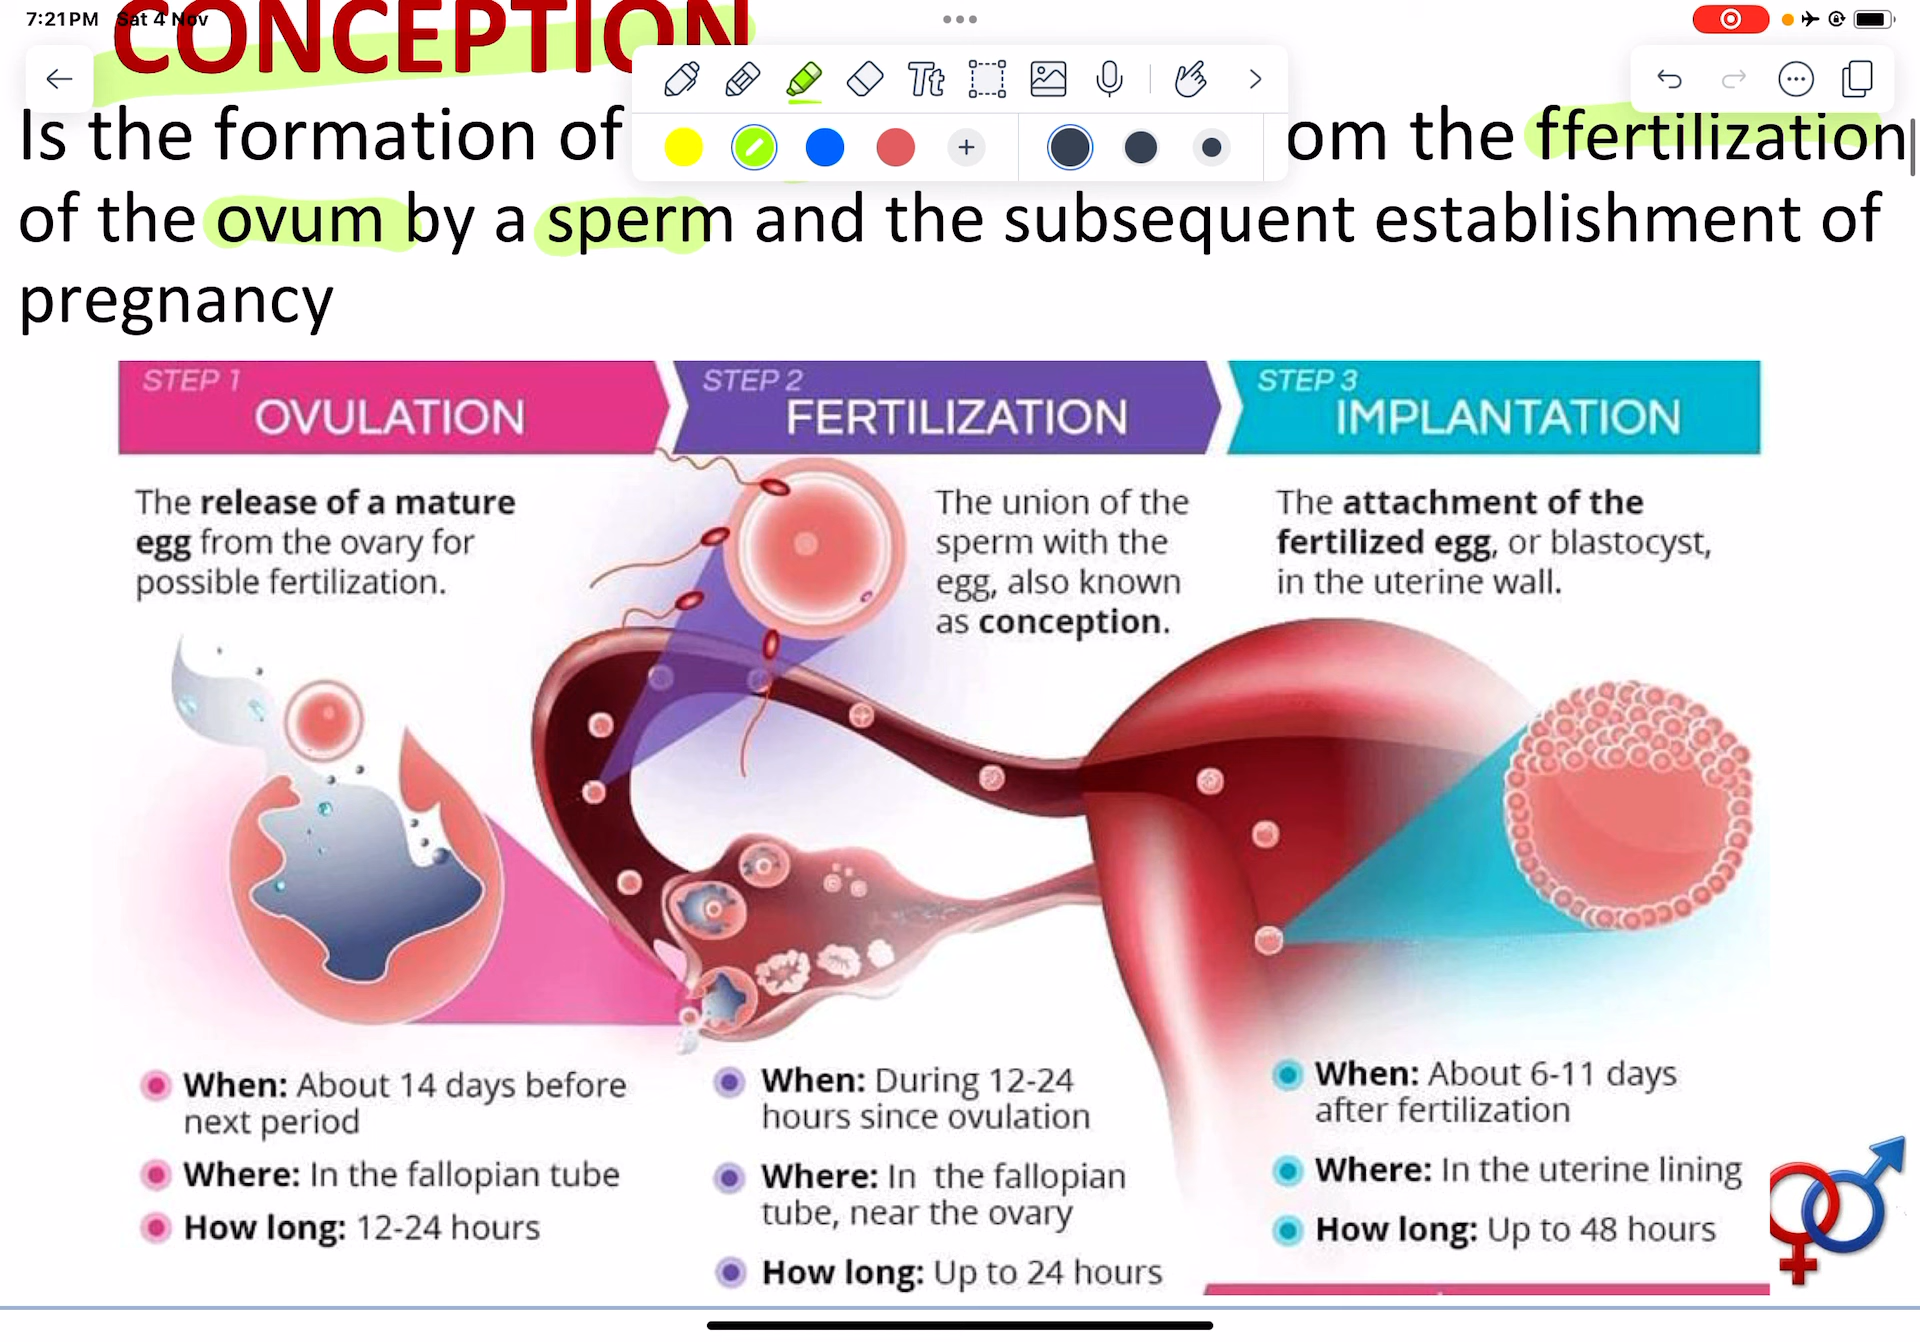 7:21PM Sat 4 Nov
CONCEPTION
Tt
Is the formation of om the ffertilization
of the ovum by a sperm and the subsequent establishment of
pregnancy
STEP 1
OVULATION
The release of a mature
egg from the ovary for
possible fertilization.
When: About 14 days before
next period
Where: In the fallopian tube
How long: 12-24 hours
STEP 2
FERTILIZATION
The union of the
sperm with the
egg, also known
as conception.
When: During 12-24
hours since ovulation
Where: In the fallopian
tube, near the ovary
How long: Up to 24 hours
STEP 3
IMPLANTATION
The attachment of the
fertilized egg, or blastocyst,
in the uterine wall.
When: About 6-11 days
after fertilization
Where: In the uterine lining
How long: Up to 48 hours